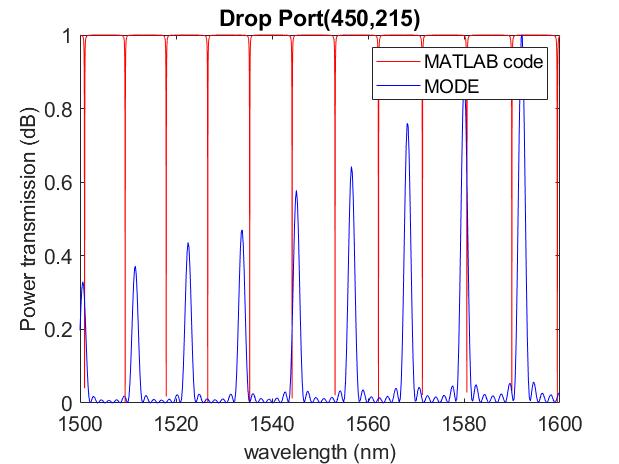 Drop Port(450,215)
MATLAB code
MODE
Power transmission (dB)
1
0.8
0.6
0.4
0.2
0
1500 1520 1540 1560 1580 1600
wavelength (nm)